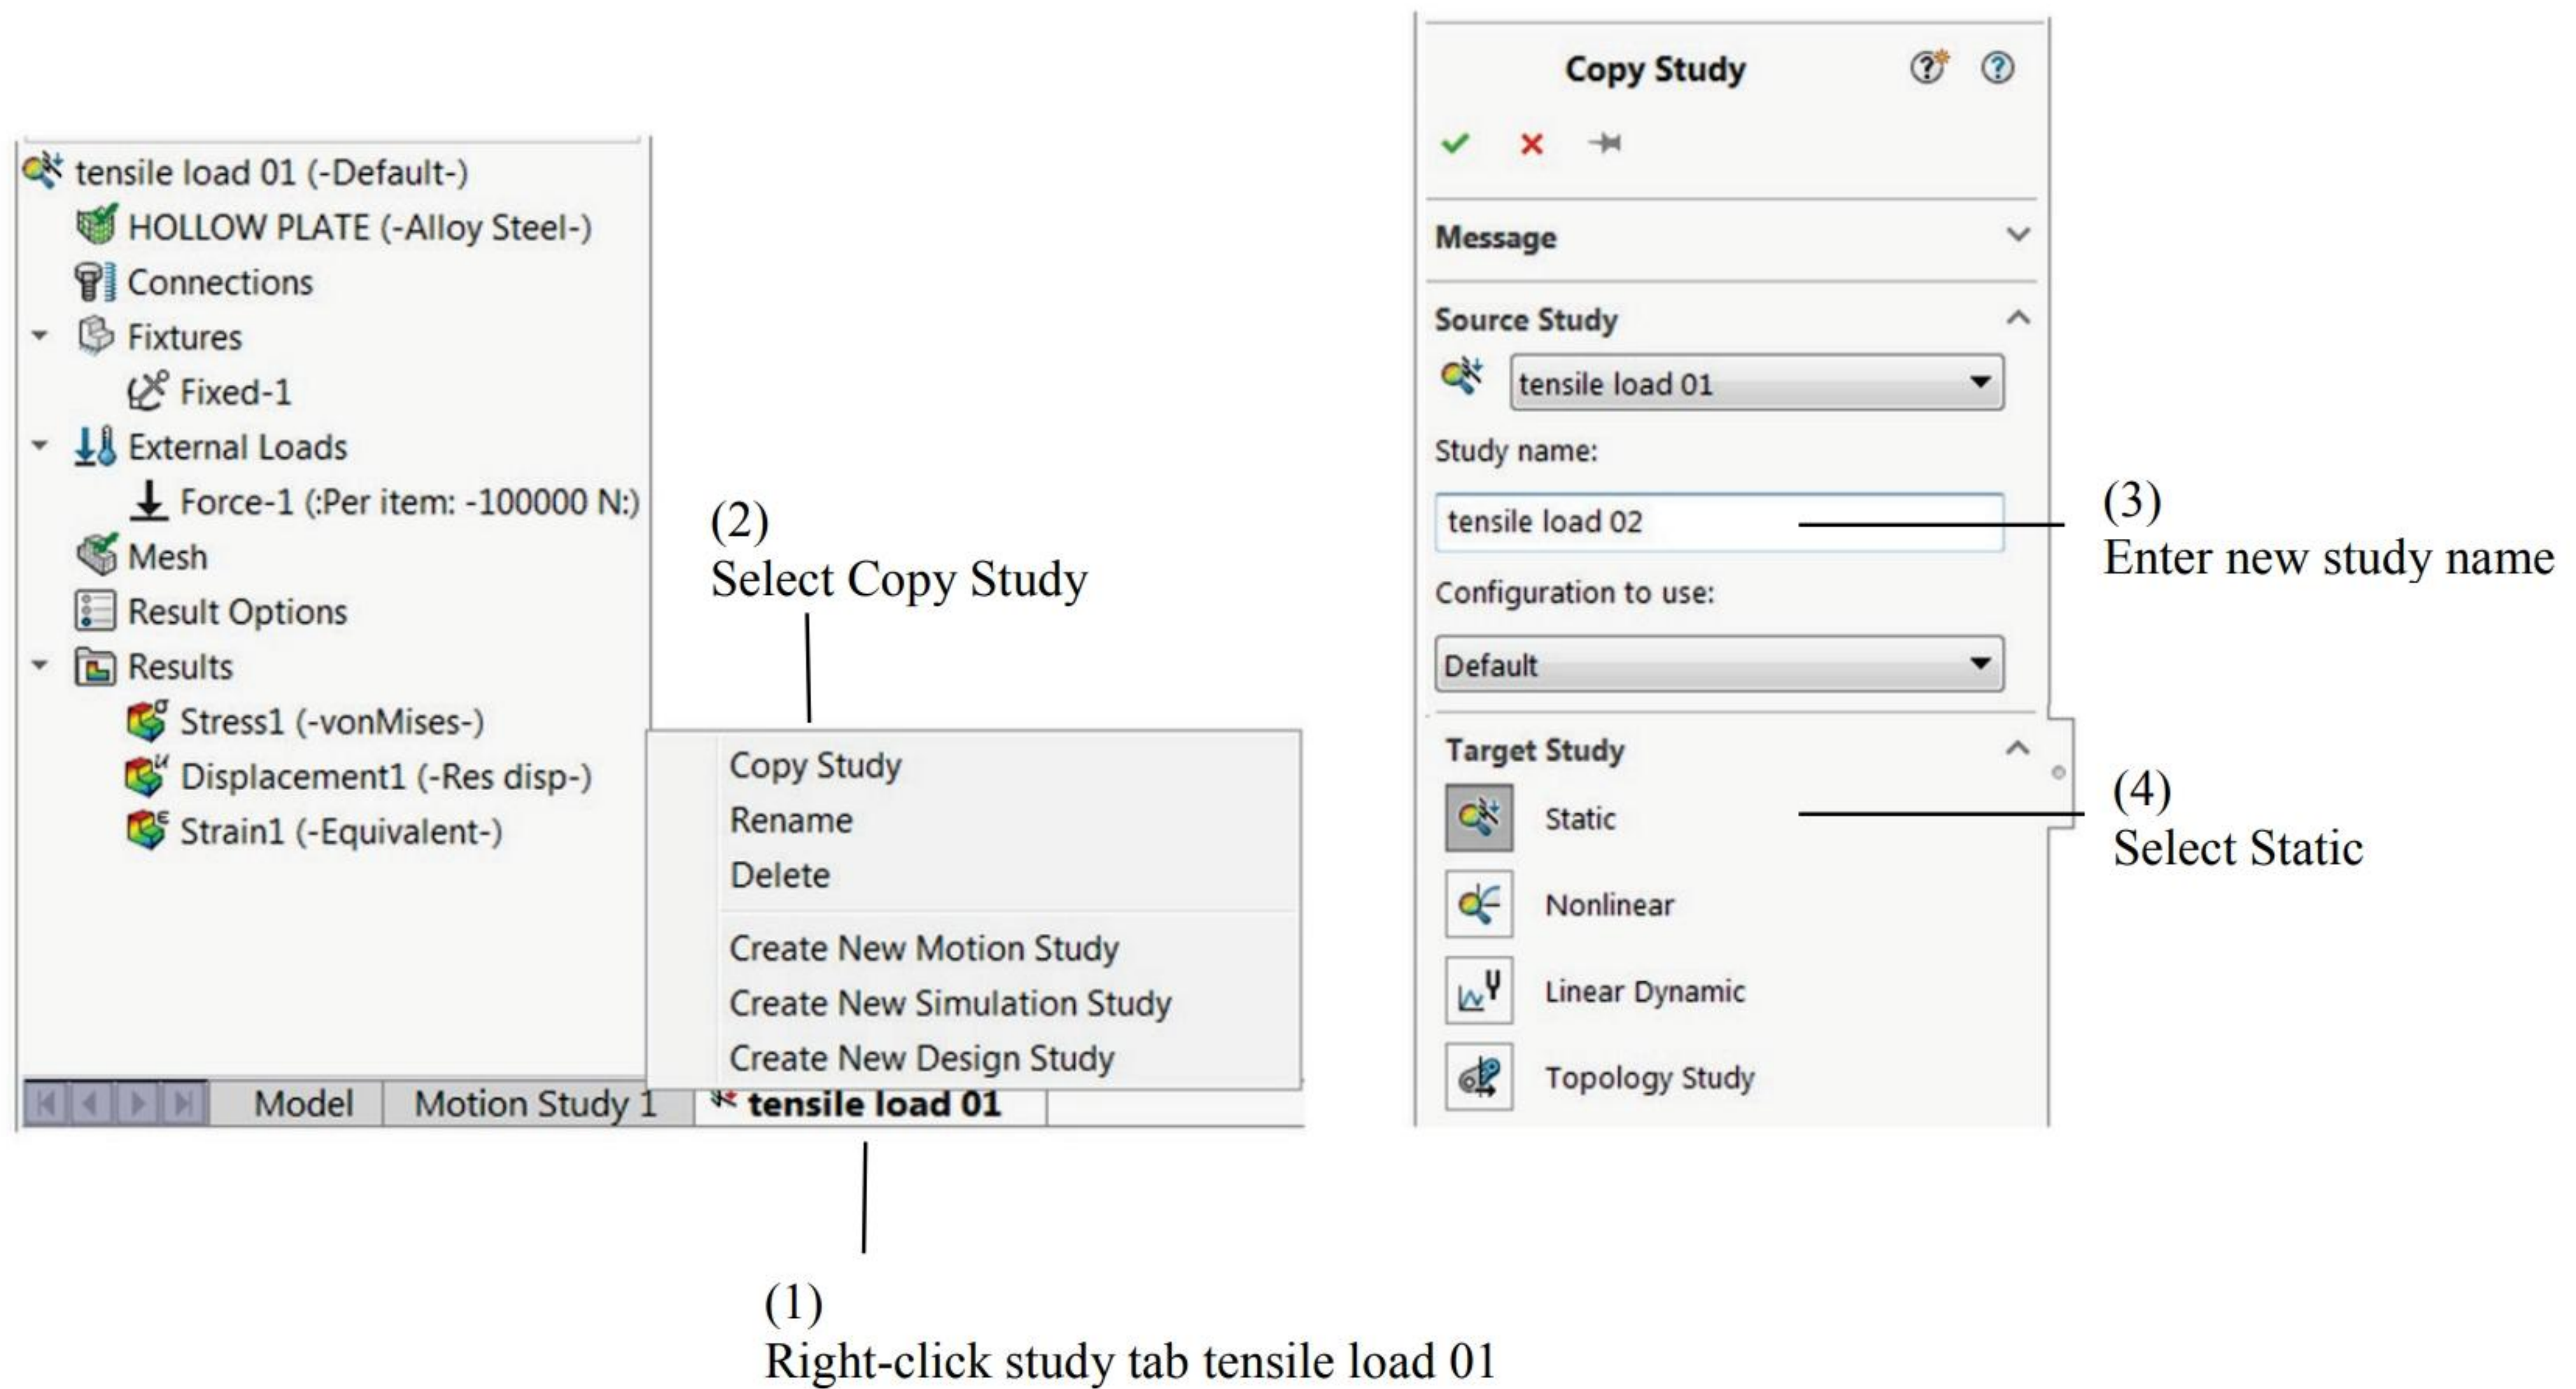 tensile load 01 (-Default-)
HOLLOW PLATE (-Alloy Steel-)
Connections
Fixtures
Fixed-1
External Loads
Force-1 (:Per item: -100000 N:)
Mesh
Result Options
Results
Stress1 (-vonMises-)
Displacement1 (-Res disp-)
Strain1 (-Equivalent-)
(2)
Select Copy Study
Copy Study
Rename
Delete
Create New Motion Study
Create New Simulation Study
Create New Design Study
Model
Motion Study 1
tensile load 01
(1)
Right-click study tab tensile load 01
Copy Study
Message
Source Study
tensile load 01
Study name:
tensile load 02
Configuration to use:
Default
Target Study
Static
Nonlinear
Linear Dynamic
Topology Study
(3)
Enter new study name
(4)
Select Static